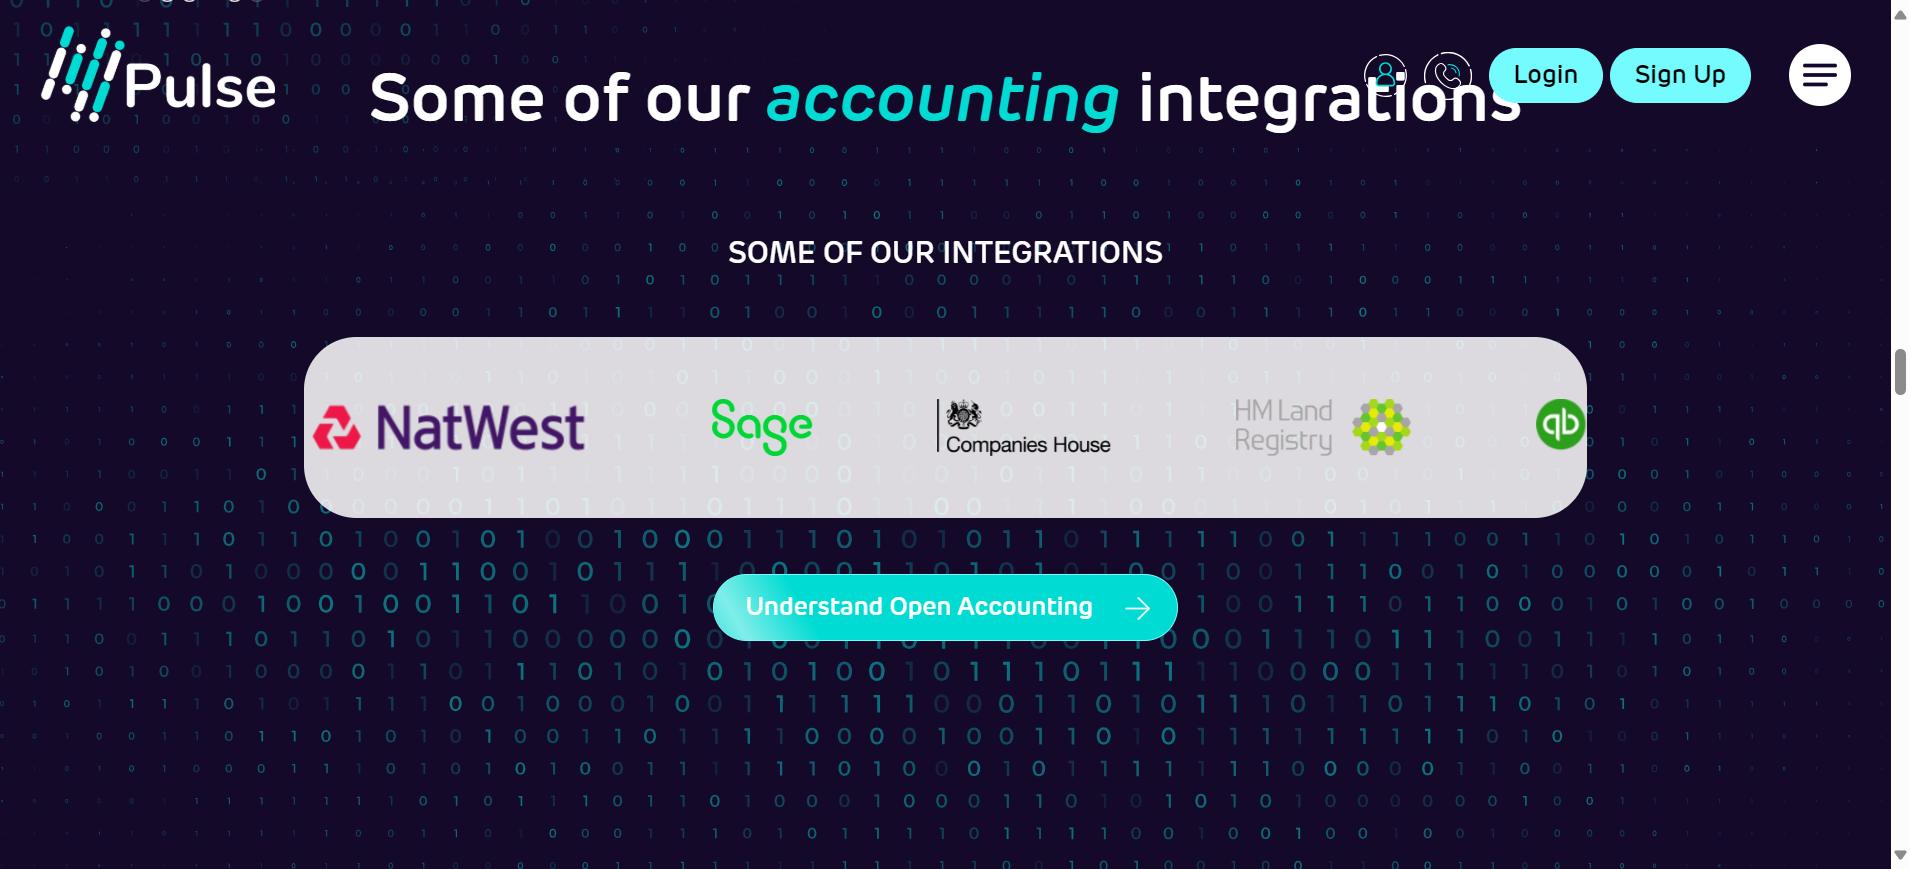 Pulse
Some of our accounting integrations
Login
Sign Up
SOME OF OUR INTEGRATIONS
NatWest
Sage
Companies House
HM Land
Registry
qb
Understand Open Accounting